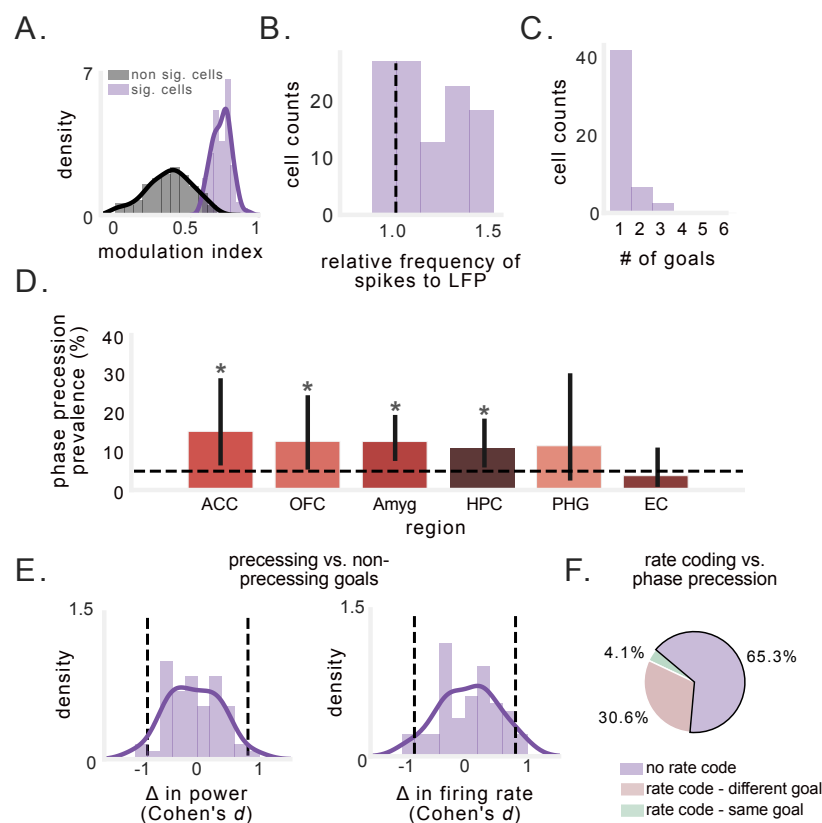 A.
7
density
0
non sig. cells
sig. cells
0
0.5
1
modulation index
B.
cell counts
20
10
0
1.0
1.5
relative frequency of
spikes to LFP
C.
cell counts
40
20
0
1 2 3 4 5 6
# of goals
D.
phase precession
prevalence (%)
40
30
20
10
0
* * * *
ACC OFC Amyg HPC PHG EC
region
E.
precessing vs. non-
precessing goals
1.5
density
0
-1 0 1
Δ in power
(Cohen's d)
1.5
density
0
-1 0 1
Δ in firing rate
(Cohen's d)
F.
rate coding vs.
phase precession
4.1%
65.3%
30.6%
no rate code
rate code - different goal
rate code - same goal